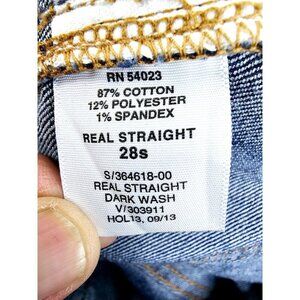 RN 54023
87% COTTON
12% POLYESTER
1% SPANDEX
REAL STRAIGHT
28s
S/364618-00
REAL STRAIGHT
DARK WASH
V/303911
HOL13, 09/13